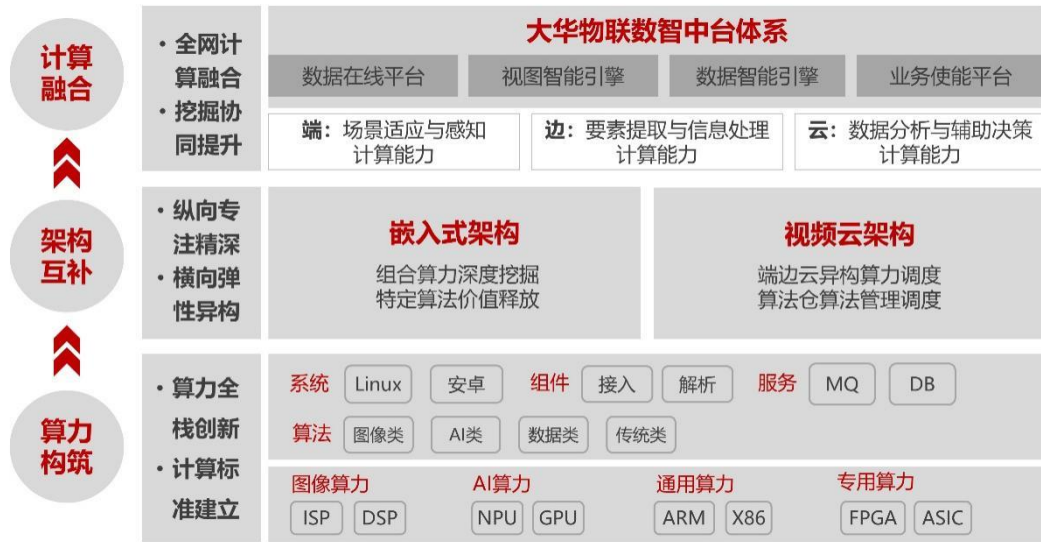 计算
融合
· 全网计
算融合
· 挖掘协
同提升
大华物联数智中台体系
数据在线平台
视图智能引擎
数据智能引擎
业务使能平台
端：场景适应与感知
计算能力
边：要素提取与信息处理
计算能力
云：数据分析与辅助决策
计算能力
架构
互补
· 纵向专
注精深
· 横向弹
性异构
嵌入式架构
组合算力深度挖掘
特定算法价值释放
视频云架构
端边云异构算力调度
算法仓算法管理调度
算力
构筑
· 算力全
栈创新
· 计算标
准建立
系统 Linux 安卓 组件 接入 解析 服务 MQ DB
算法 图像类 AI类 数据类 传统类
图像算力
ISP DSP
AI算力
NPU GPU
通用算力
ARM X86
专用算力
FPGA ASIC